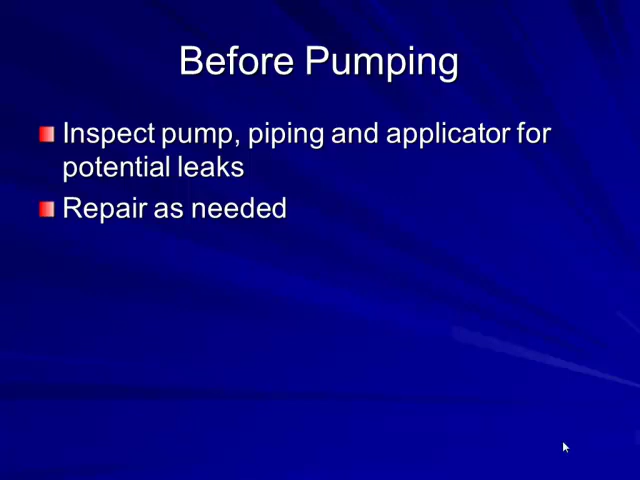 Before Pumping
Inspect pump, piping and applicator for
potential leaks
Repair as needed